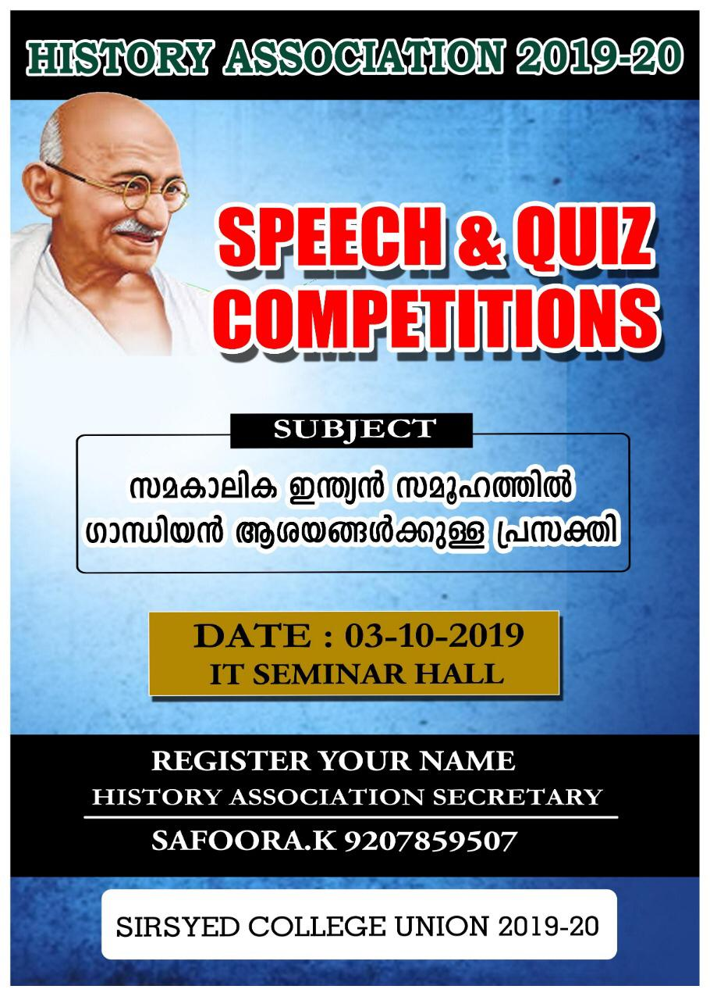 HISTORY ASSOCIATION 2019-20
SPEECH & QUIZ
COMPETITIONS
SUBJECT
സമകാലിക ഇന്ത്യൻ സമൂഹത്തിൽ
ഗാന്ധിയൻ ആശയങ്ങൾക്കുള്ള പ്രസക്തി
DATE : 03-10-2019
IT SEMINAR HALL
REGISTER YOUR NAME
HISTORY ASSOCIATION SECRETARY
SAFOORA.K 9207859507
SIRSYED COLLEGE UNION 2019-20